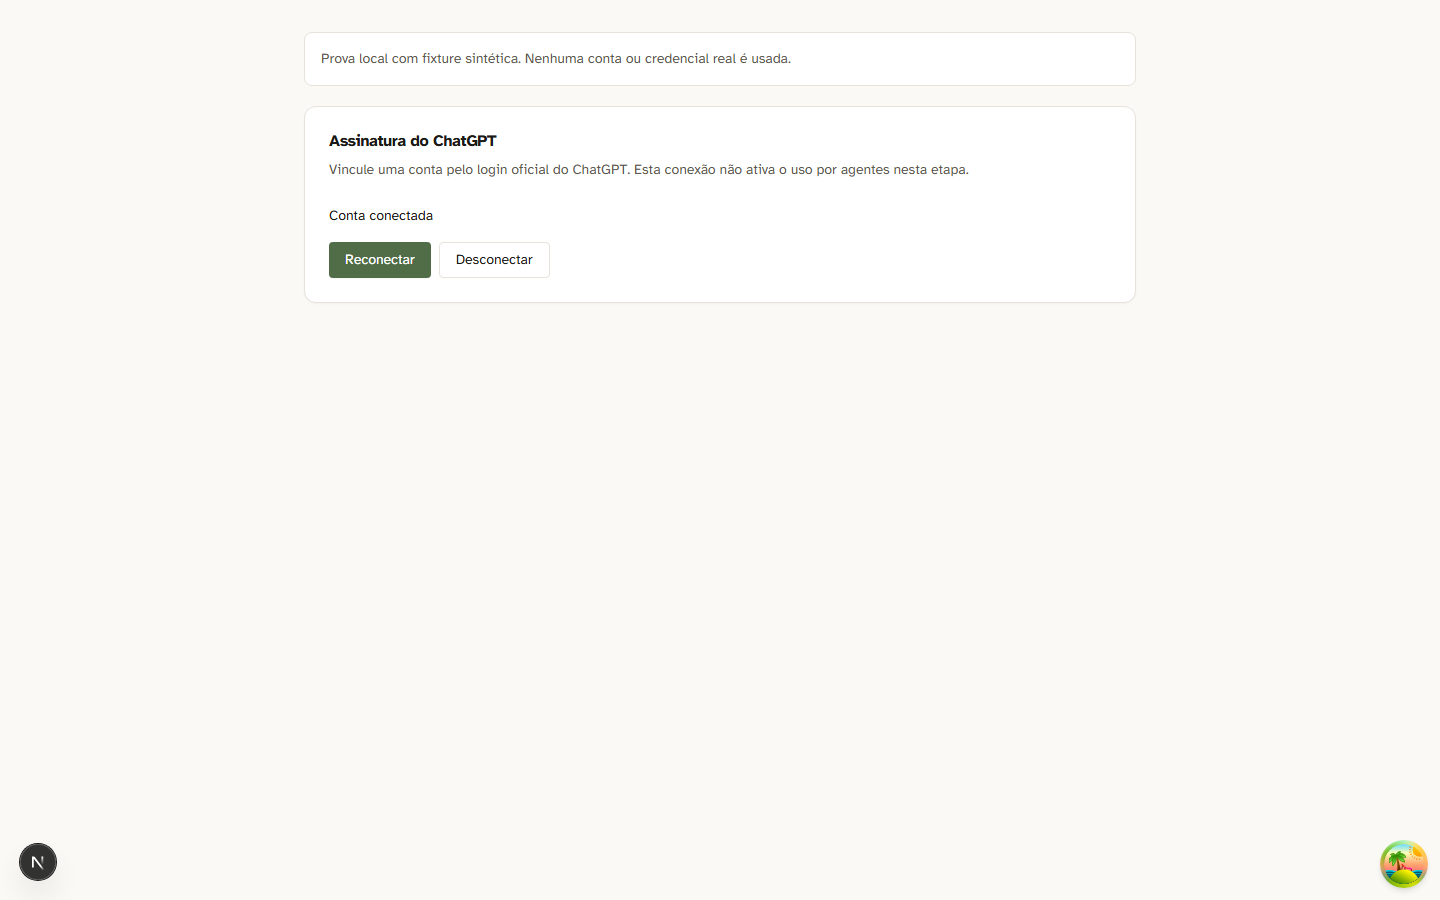 Prova local com fixture sintética. Nenhuma conta ou credencial real é usada.
Assinatura do ChatGPT
Vincule uma conta pelo login oficial do ChatGPT. Esta conexão não ativa o uso por agentes nesta etapa.
Conta conectada
Reconectar
Desconectar
N